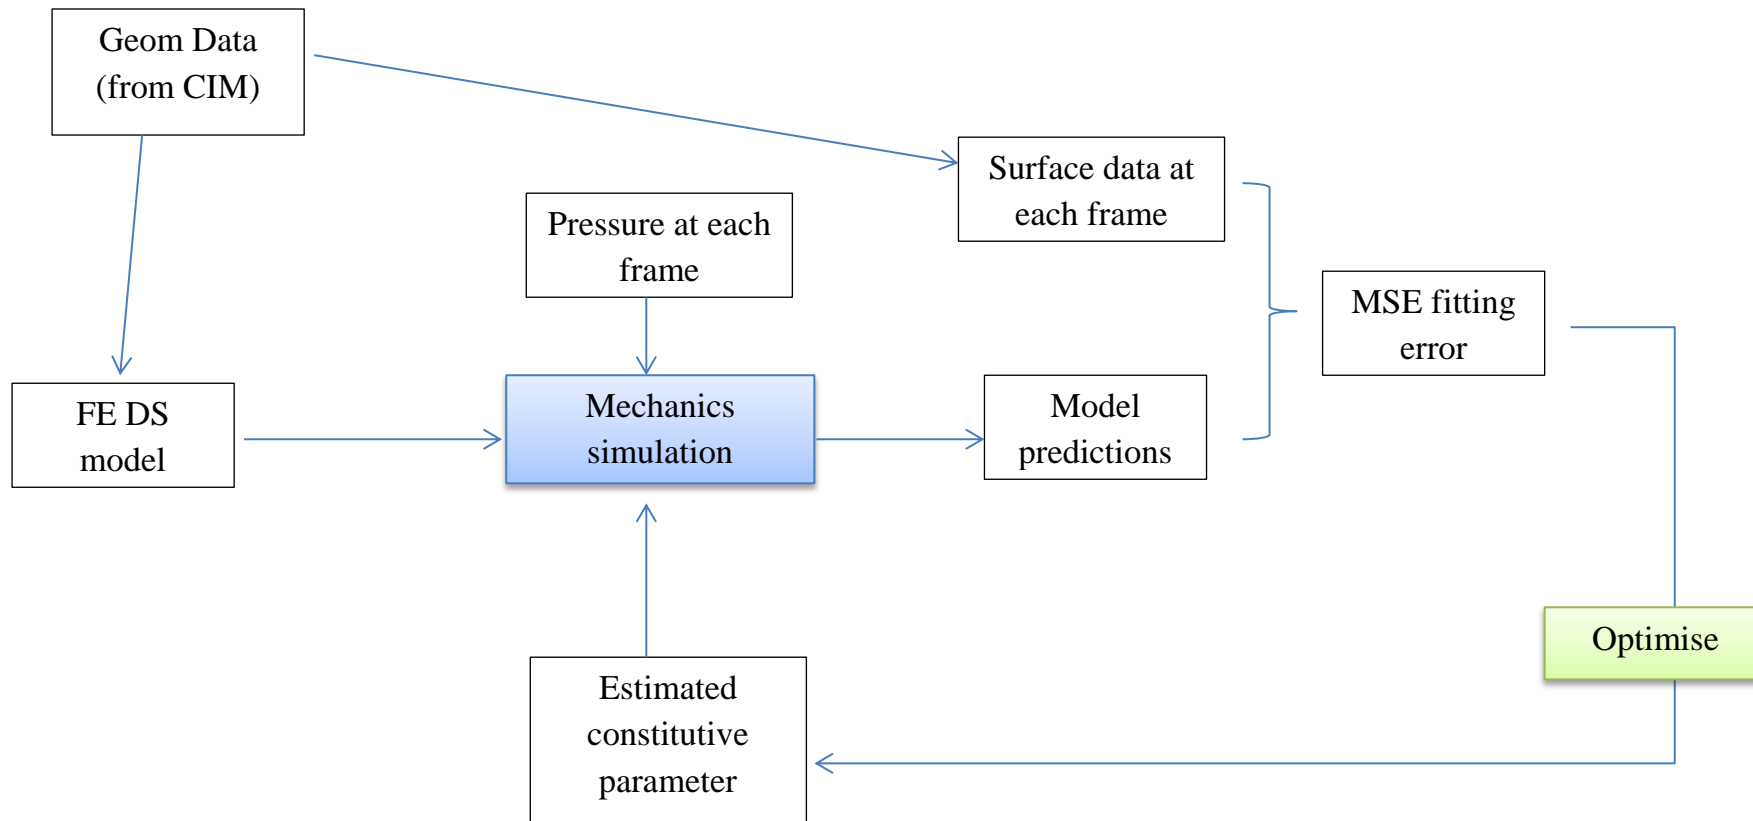 Geom Data
(from CIM)
Surface data at
each frame
Pressure at each
frame
MSE fitting
error
FE DS
model
Mechanics
simulation
Model
predictions
Optimise
Estimated
constitutive
parameter